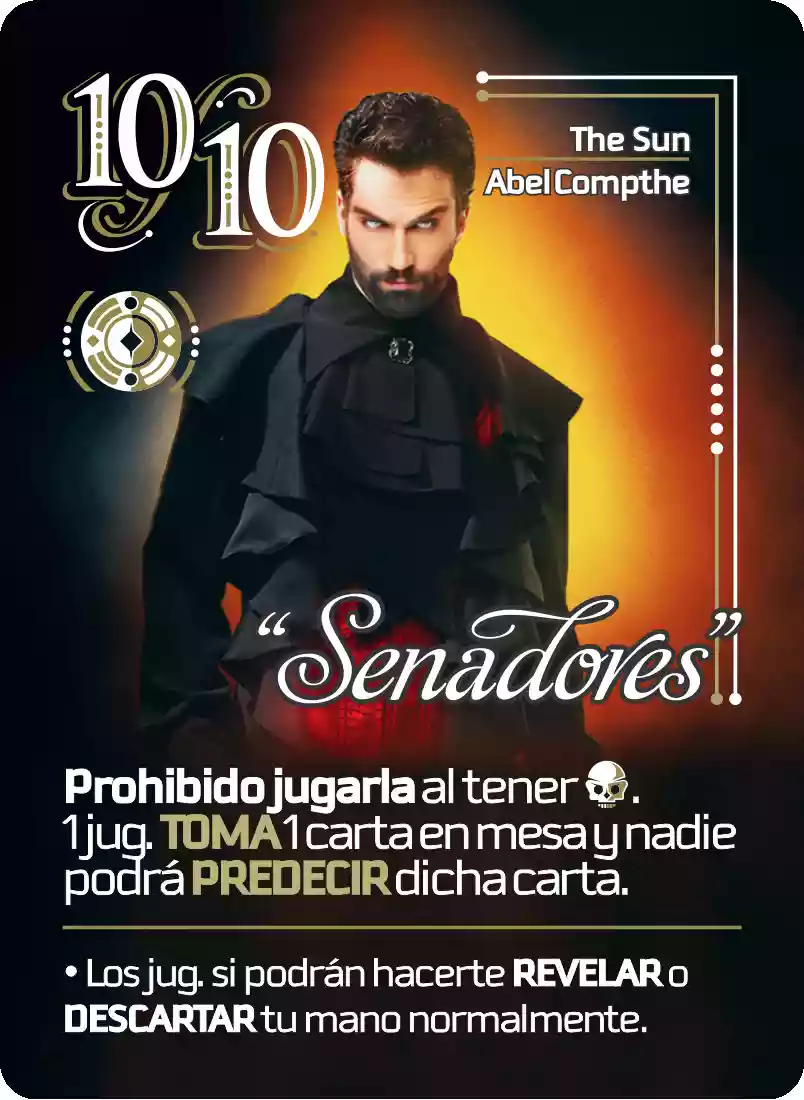 10 10
The Sun
Abel Compthe
“Senadores”
Prohibido jugarla al tener .
1 jug. TOMA 1 carta en mesa y nadie
podrá PREDECIR dicha carta.
• Los jug. si podrán hacerte REVELAR o
DESCARTAR tu mano normalmente.